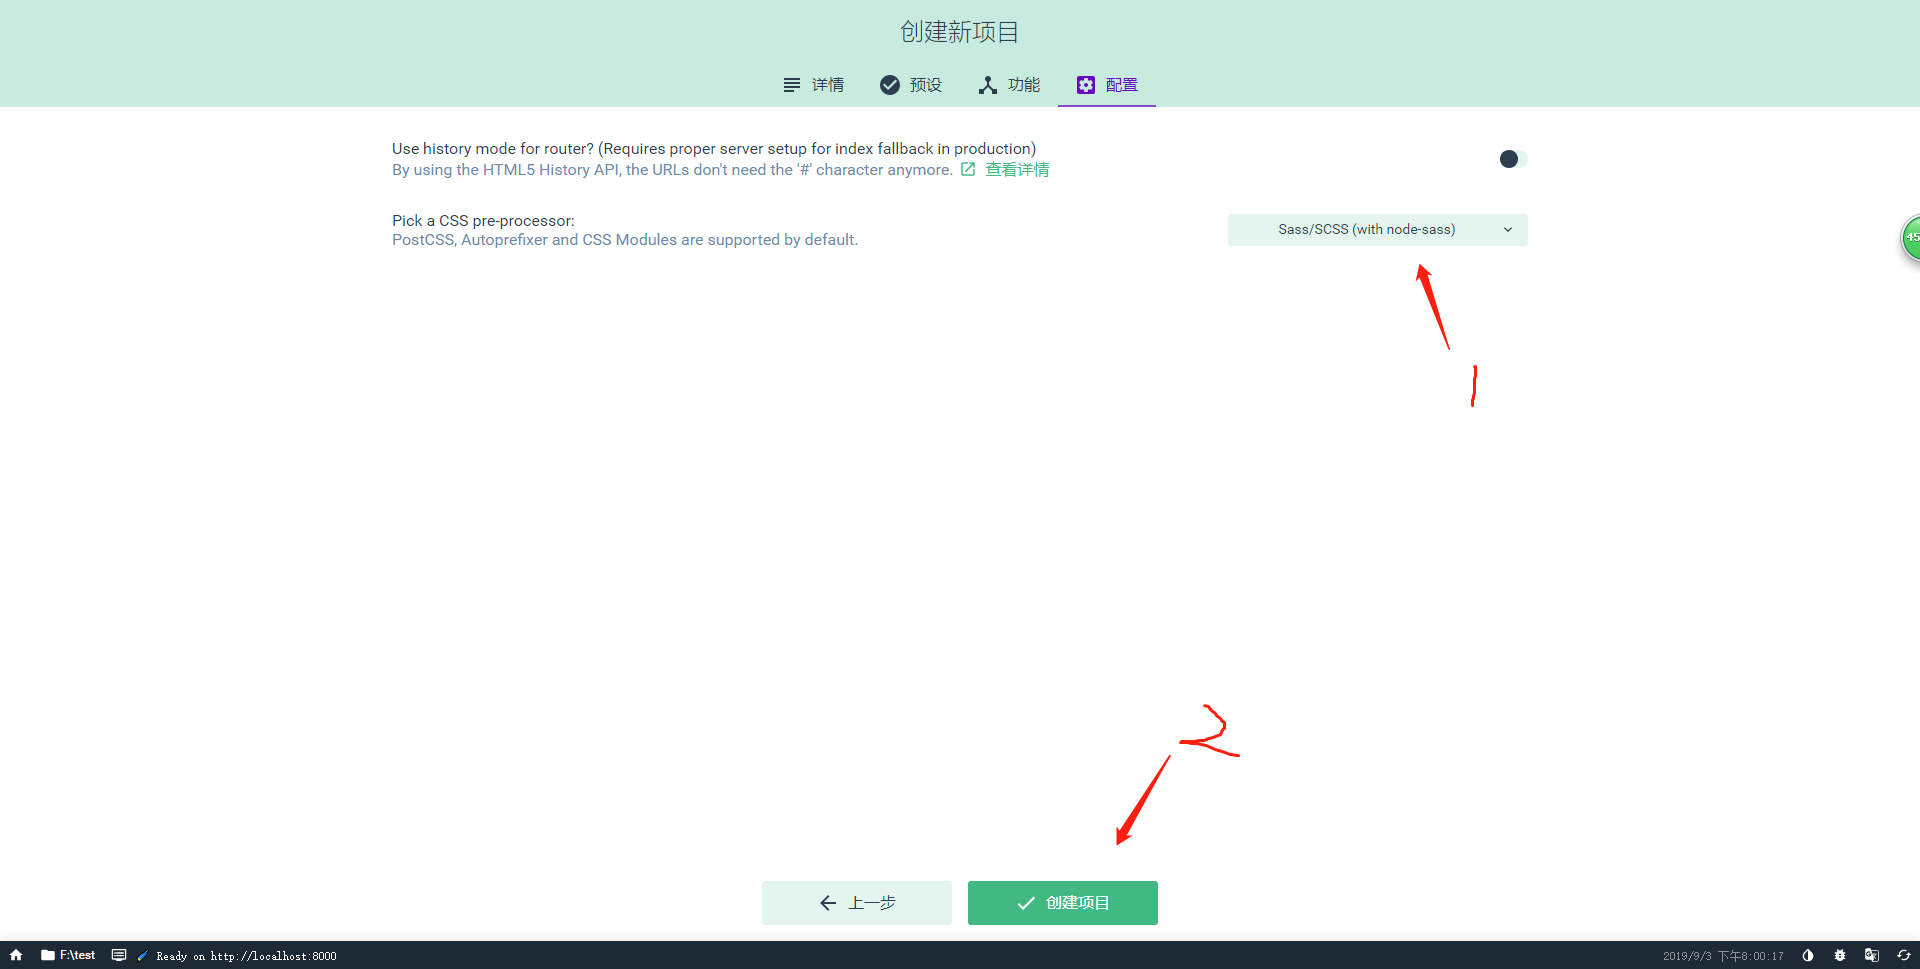 创建新项目
详情 预设 功能 配置
Use history mode for router? (Requires proper server setup for index fallback in production)
By using the HTML5 History API, the URLs don't need the '#' character anymore. 查看详情
Pick a CSS pre-processor:
PostCSS, Autoprefixer and CSS Modules are supported by default.
Sass/SCSS (with node-sass)
45
1
2
上一步 创建项目
F:\test Ready on http://localhost:8000 2019/9/3 下午8:00:17